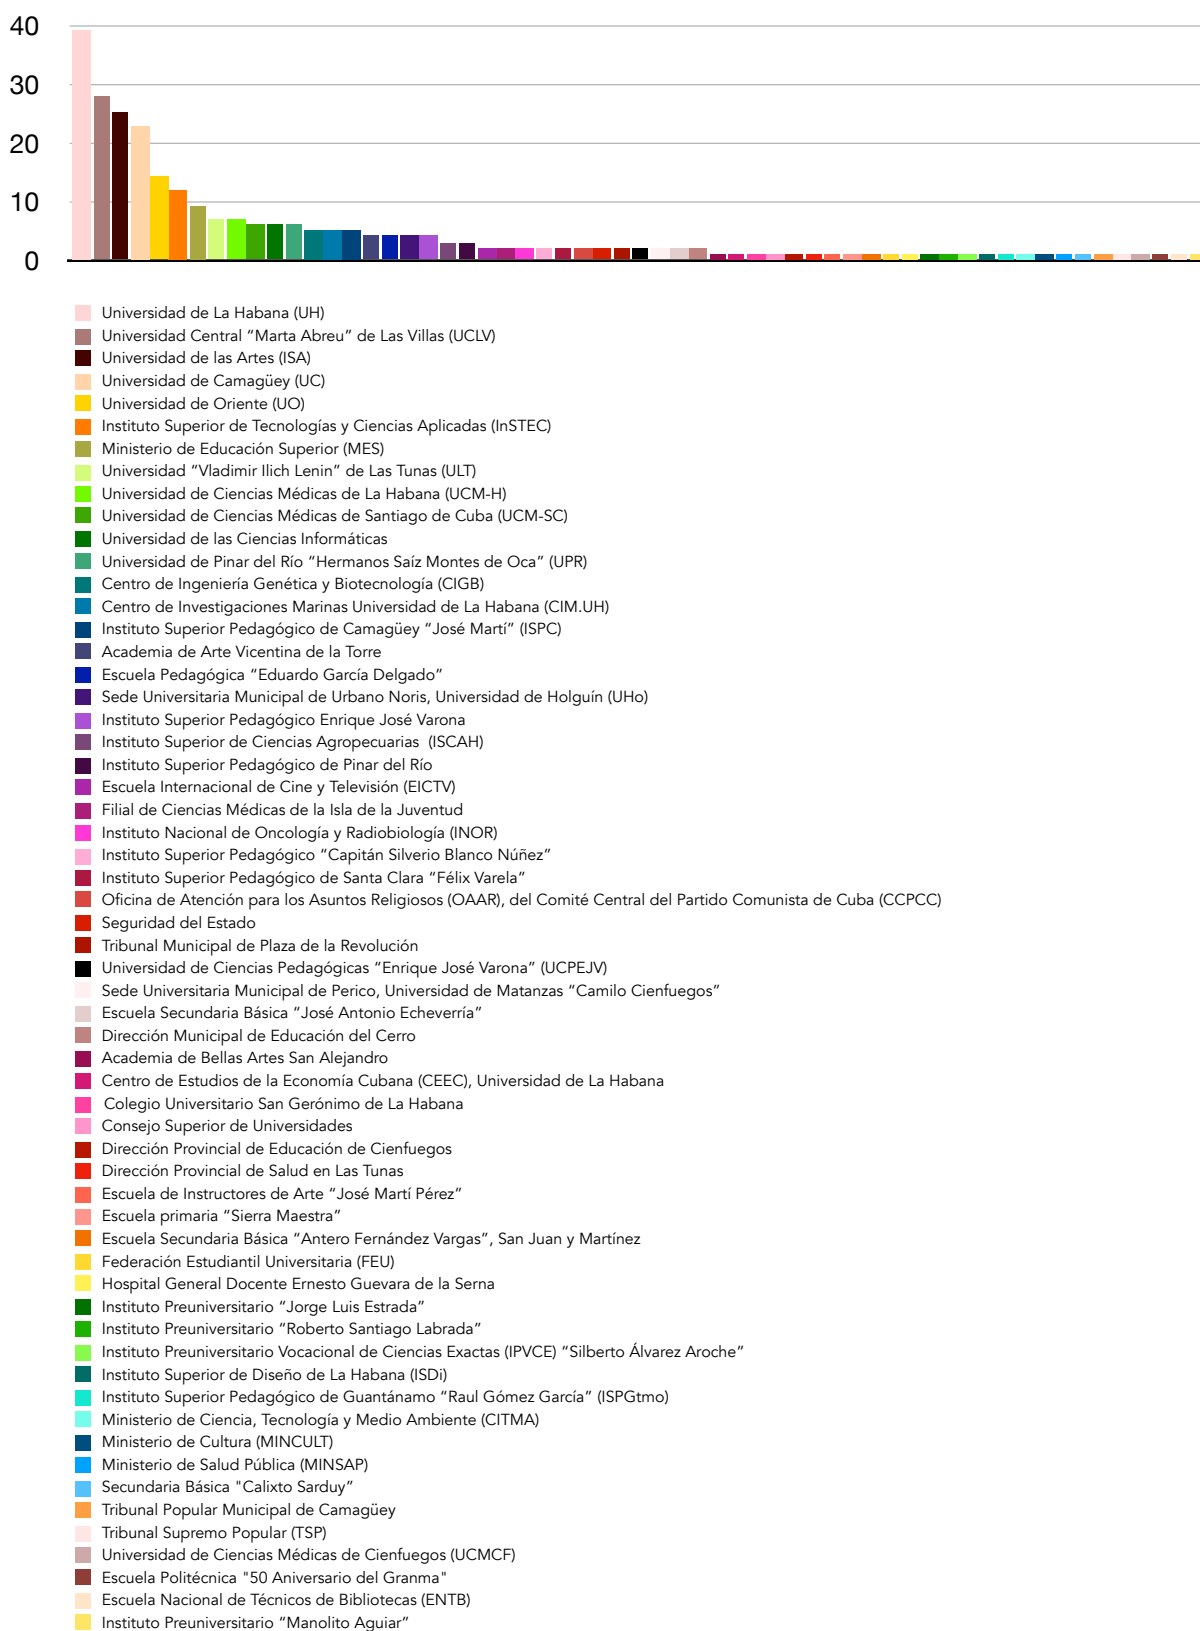 40
30
20
10
0
Universidad de La Habana (UH)
Universidad Central “Marta Abreu” de Las Villas (UCLV)
Universidad de las Artes (ISA)
Universidad de Camagüey (UC)
Universidad de Oriente (UO)
Instituto Superior de Tecnologías y Ciencias Aplicadas (InSTEC)
Ministerio de Educación Superior (MES)
Universidad “Vladimir Ilich Lenin” de Las Tunas (ULT)
Universidad de Ciencias Médicas de La Habana (UCM-H)
Universidad de Ciencias Médicas de Santiago de Cuba (UCM-SC)
Universidad de las Ciencias Informáticas
Universidad de Pinar del Río “Hermanos Saíz Montes de Oca” (UPR)
Centro de Ingeniería Genética y Biotecnología (CIGB)
Centro de Investigaciones Marinas Universidad de La Habana (CIM.UH)
Instituto Superior Pedagógico de Camagüey “José Martí” (ISPC)
Academia de Arte Vicentina de la Torre
Escuela Pedagógica “Eduardo García Delgado”
Sede Universitaria Municipal de Urbano Noris, Universidad de Holguín (UHo)
Instituto Superior Pedagógico Enrique José Varona
Instituto Superior de Ciencias Agropecuarias (ISCAH)
Instituto Superior Pedagógico de Pinar del Río
Escuela Internacional de Cine y Televisión (EICTV)
Filial de Ciencias Médicas de la Isla de la Juventud
Instituto Nacional de Oncología y Radiobiología (INOR)
Instituto Superior Pedagógico “Capitán Silverio Blanco Núñez”
Instituto Superior Pedagógico de Santa Clara “Félix Varela”
Oficina de Atención para los Asuntos Religiosos (OAAR), del Comité Central del Partido Comunista de Cuba (CCPCC)
Seguridad del Estado
Tribunal Municipal de Plaza de la Revolución
Universidad de Ciencias Pedagógicas “Enrique José Varona” (UCPEJV)
Sede Universitaria Municipal de Perico, Universidad de Matanzas “Camilo Cienfuegos”
Escuela Secundaria Básica “José Antonio Echeverría”
Dirección Municipal de Educación del Cerro
Academia de Bellas Artes San Alejandro
Centro de Estudios de la Economía Cubana (CEEC), Universidad de La Habana
Colegio Universitario San Gerónimo de La Habana
Consejo Superior de Universidades
Dirección Provincial de Educación de Cienfuegos
Dirección Provincial de Salud en Las Tunas
Escuela de Instructores de Arte “José Martí Pérez”
Escuela primaria “Sierra Maestra”
Escuela Secundaria Básica “Antero Fernández Vargas”, San Juan y Martínez
Federación Estudiantil Universitaria (FEU)
Hospital General Docente Ernesto Guevara de la Serna
Instituto Preuniversitario “Jorge Luis Estrada”
Instituto Preuniversitario “Roberto Santiago Labrada”
Instituto Preuniversitario Vocacional de Ciencias Exactas (IPVCE) “Silberto Álvarez Aroche”
Instituto Superior de Diseño de La Habana (ISDi)
Instituto Superior Pedagógico de Guantánamo “Raul Gómez García” (ISPGtmo)
Ministerio de Ciencia, Tecnología y Medio Ambiente (CITMA)
Ministerio de Cultura (MINCULT)
Ministerio de Salud Pública (MINSAP)
Secundaria Básica "Calixto Sarduy”
Tribunal Popular Municipal de Camagüey
Tribunal Supremo Popular (TSP)
Universidad de Ciencias Médicas de Cienfuegos (UCMCF)
Escuela Politécnica "50 Aniversario del Granma"
Escuela Nacional de Técnicos de Bibliotecas (ENTB)
Instituto Preuniversitario “Manolito Aguiar”